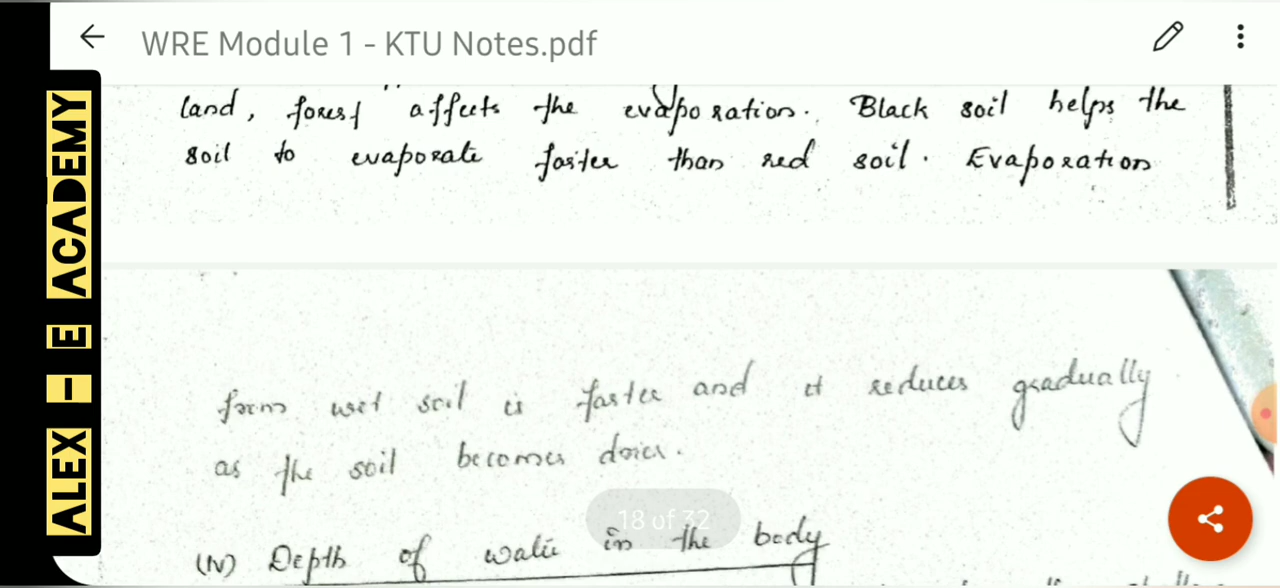 WRE Module 1 - KTU Notes.pdf
land, forest affects the evaporation. Black soil helps the
soil to evaporate faster than red soil. Evaporation
form wet soil is faster and it reduces gradually
as the soil becomes drier.
18 of 32
(IV) Depth of water in the body
ALEX - E ACADEMY